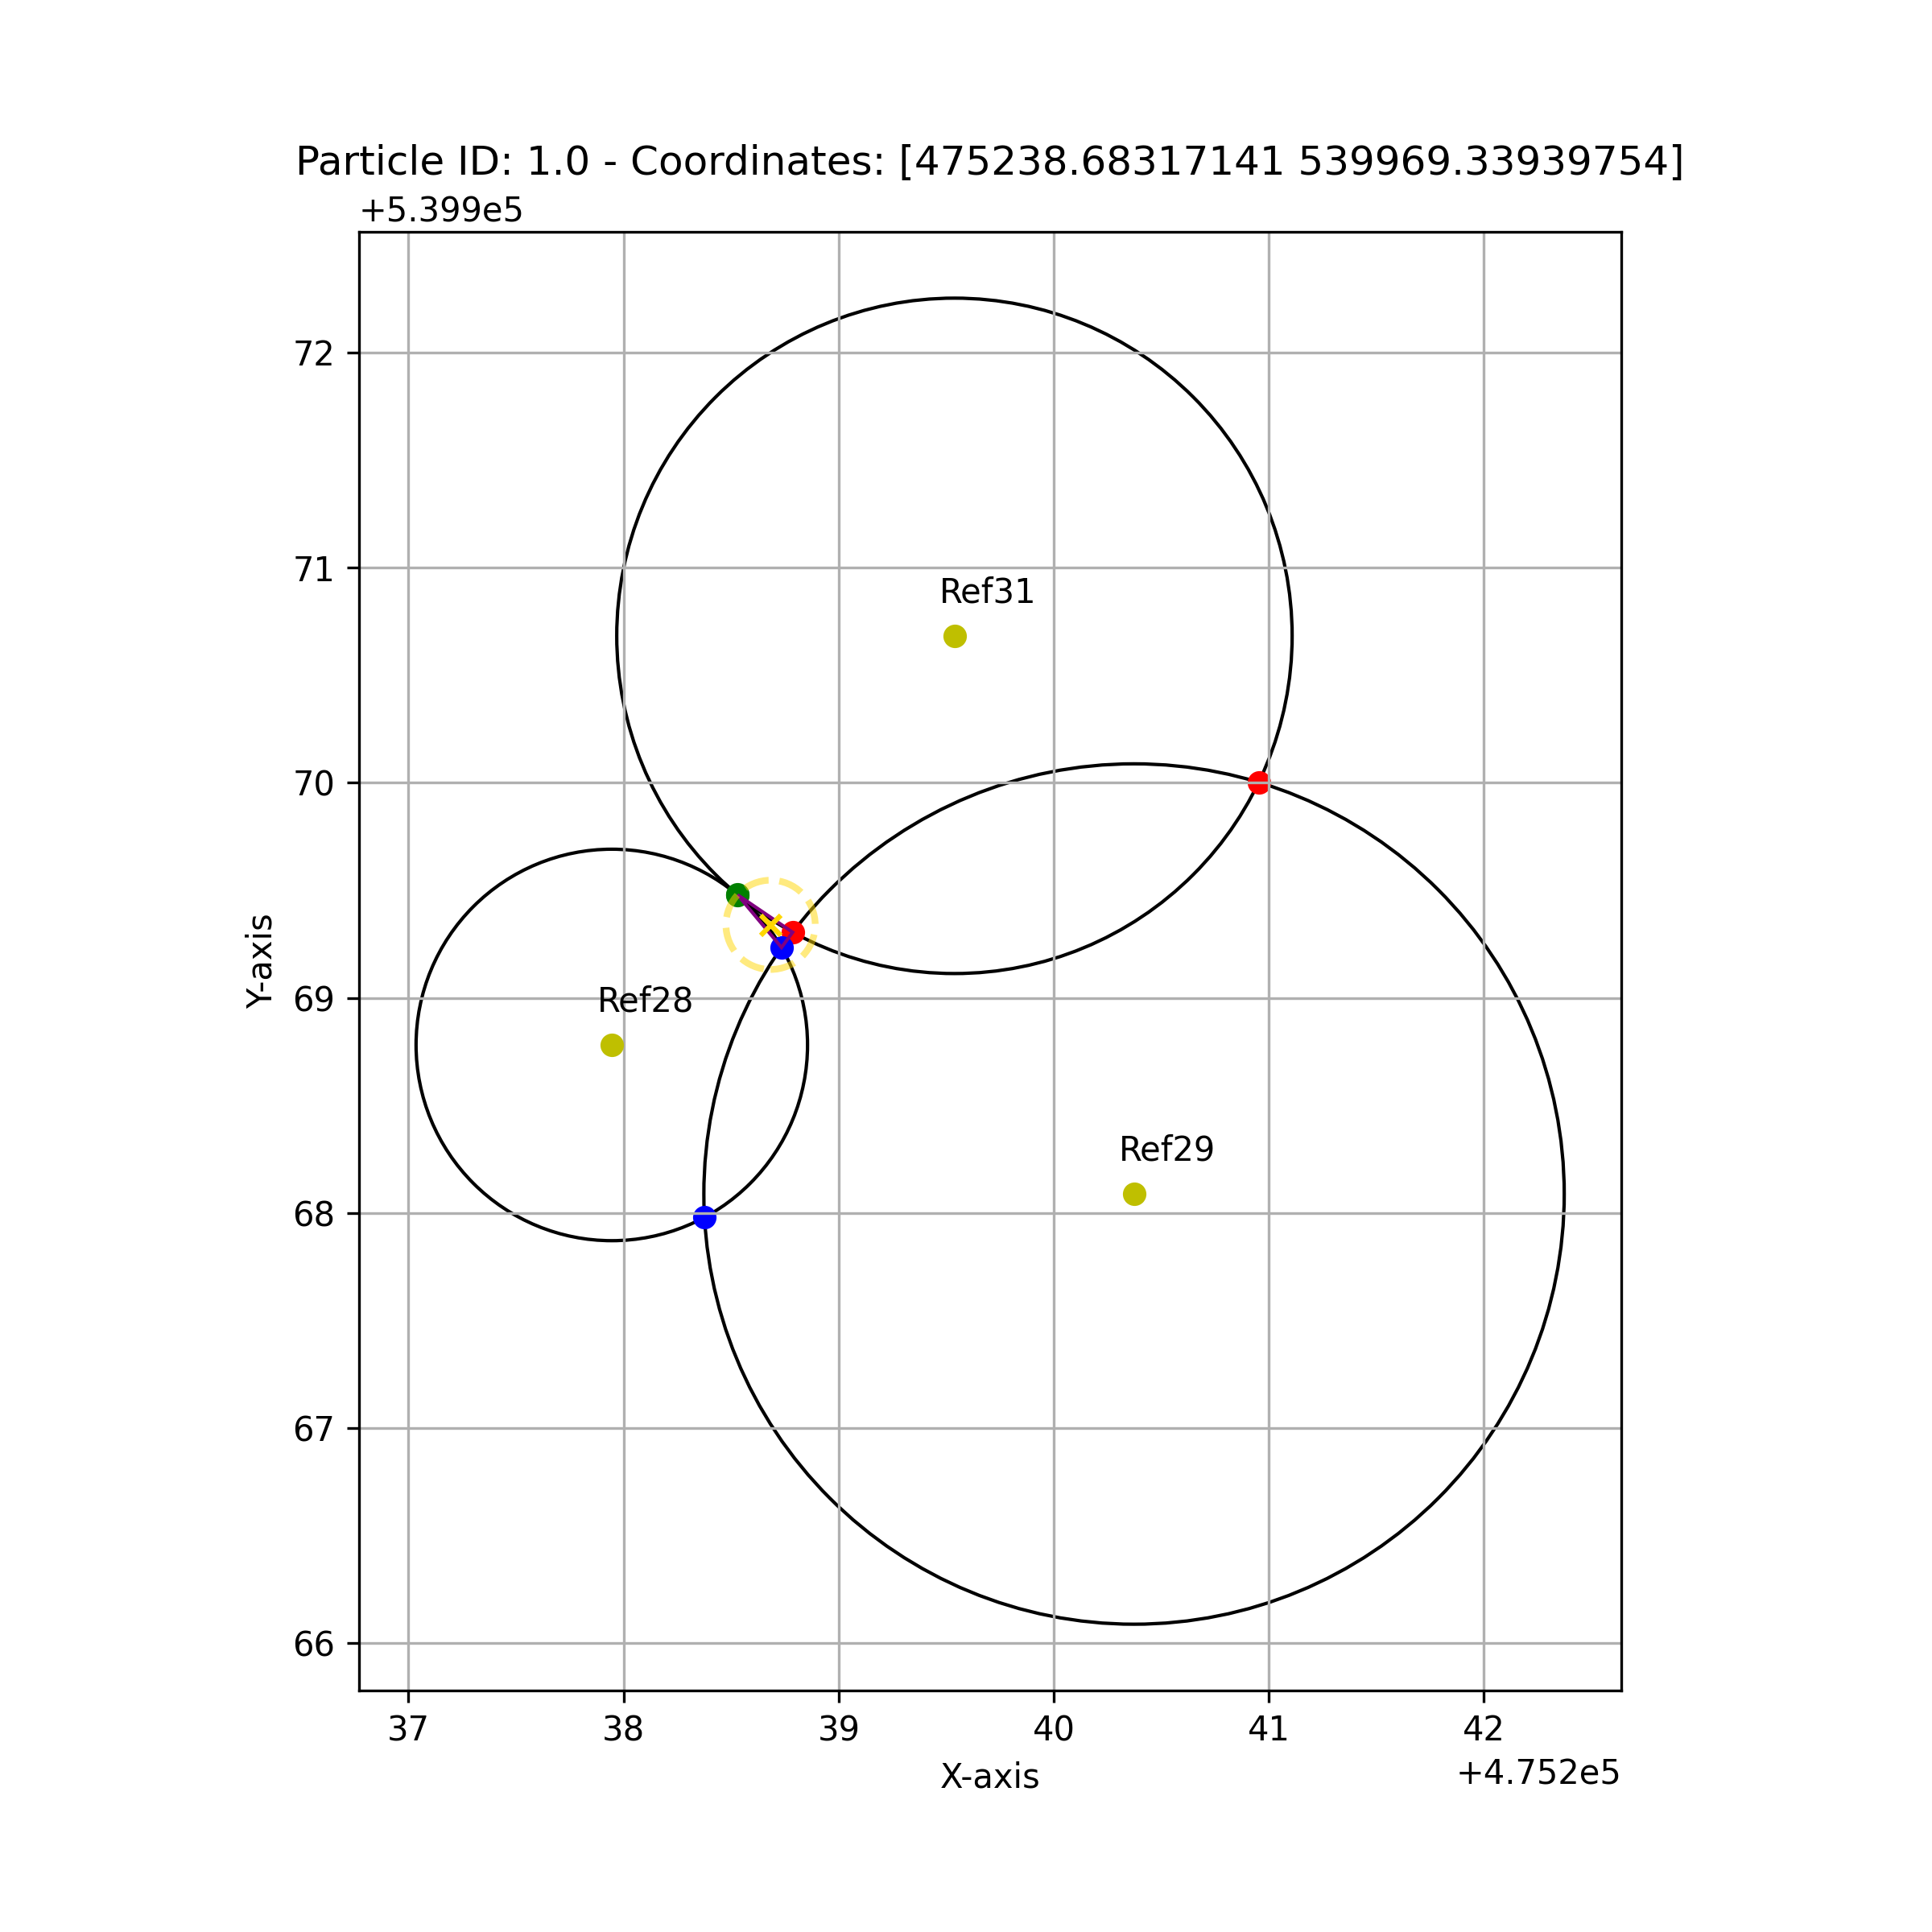 Particle ID: 1.0 - Coordinates: [475238.68317141 539969.33939754]
+5.399e5
72
71
70
69
68
67
66
Y-axis
Ref31
Ref28
Ref29
37 38 39 40 41 42
X-axis
+4.752e5